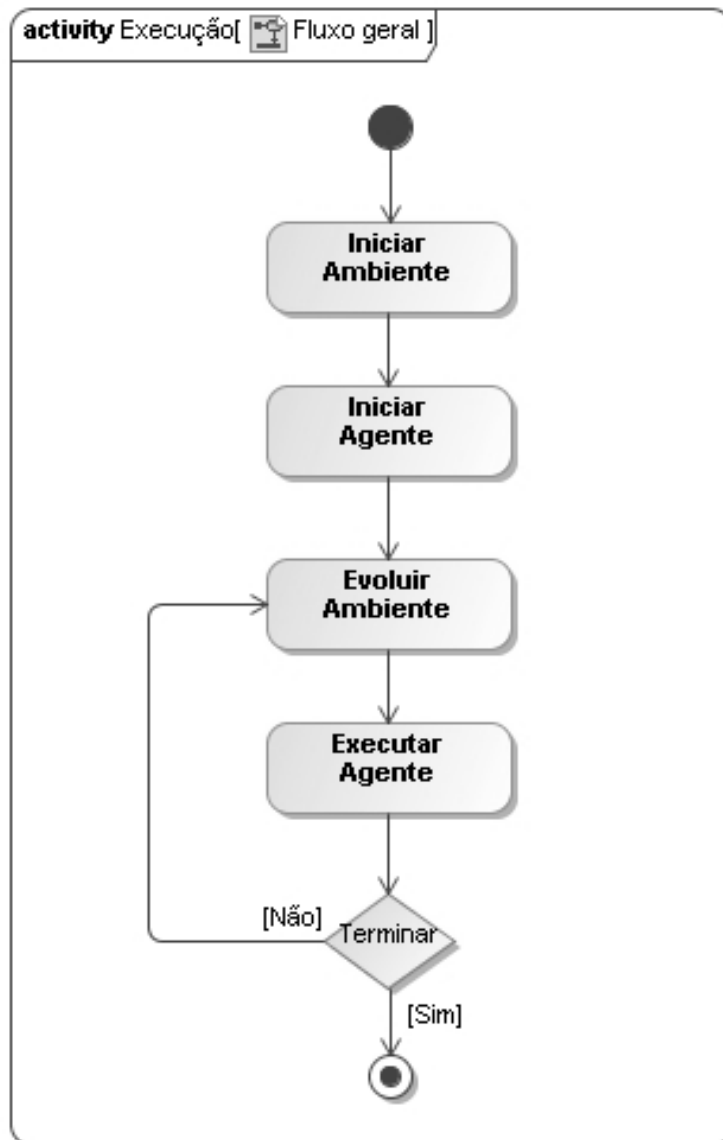 activity Execução[ Fluxo geral ]
Iniciar
Ambiente
Iniciar
Agente
Evoluir
Ambiente
Executar
Agente
[Não]
Terminar
[Sim]